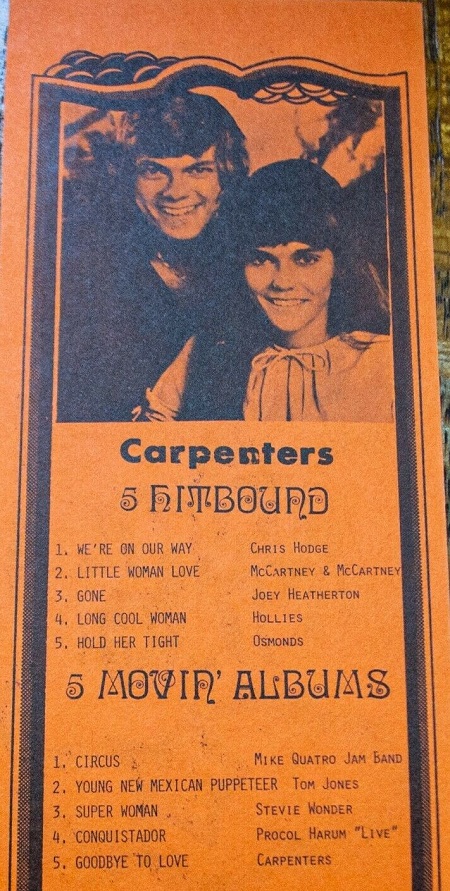 Carpenters
5 HITBOUND
1. WE'RE ON OUR WAY CHRIS HODGE
2. LITTLE WOMAN LOVE MCCARTNEY & MCCARTNEY
3. GONE JOEY HEATHERTON
4. LONG COOL WOMAN HOLLIES
5. HOLD HER TIGHT OSMONDS
5 MOVIN' ALBUMS
1. CIRCUS MIKE QUATRO JAM BAND
2. YOUNG NEW MEXICAN PUPPETEER TOM JONES
3. SUPER WOMAN STEVIE WONDER
4. CONQUISTADOR PROCOL HARUM "LIVE"
5. GOODBYE TO LOVE CARPENTERS